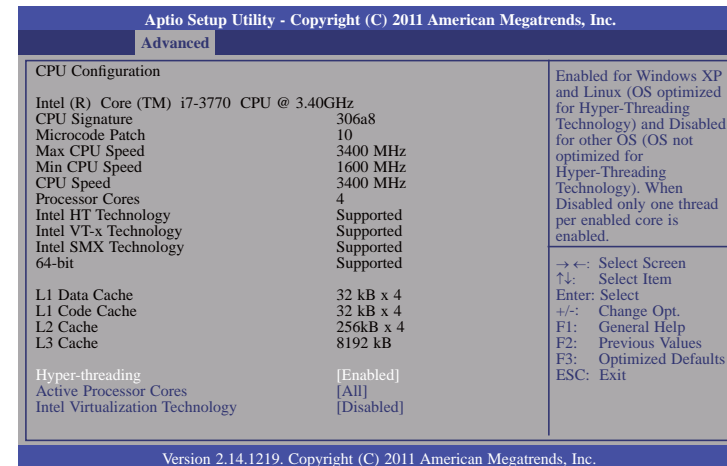 Aptio Setup Utility - Copyright (C) 2011 American Megatrends, Inc.
Advanced
CPU Configuration
Intel (R) Core (TM) i7-3770 CPU @ 3.40GHz
CPU Signature 306a8
Microcode Patch 10
Max CPU Speed 3400 MHz
Min CPU Speed 1600 MHz
CPU Speed 3400 MHz
Processor Cores 4
Intel HT Technology Supported
Intel VT-x Technology Supported
Intel SMX Technology Supported
64-bit Supported
L1 Data Cache 32 kB x 4
L1 Code Cache 32 kB x 4
L2 Cache 256kB x 4
L3 Cache 8192 kB
Hyper-threading [Enabled]
Active Processor Cores [All]
Intel Virtualization Technology [Disabled]
Enabled for Windows XP
and Linux (OS optimized
for Hyper-Threading
Technology) and Disabled
for other OS (OS not
optimized for
Hyper-Threading
Technology). When
Disabled only one thread
per enabled core is
enabled.
→←: Select Screen
↑↓: Select Item
Enter: Select
+/-: Change Opt.
F1: General Help
F2: Previous Values
F3: Optimized Defaults
ESC: Exit
Version 2.14.1219. Copyright (C) 2011 American Megatrends, Inc.